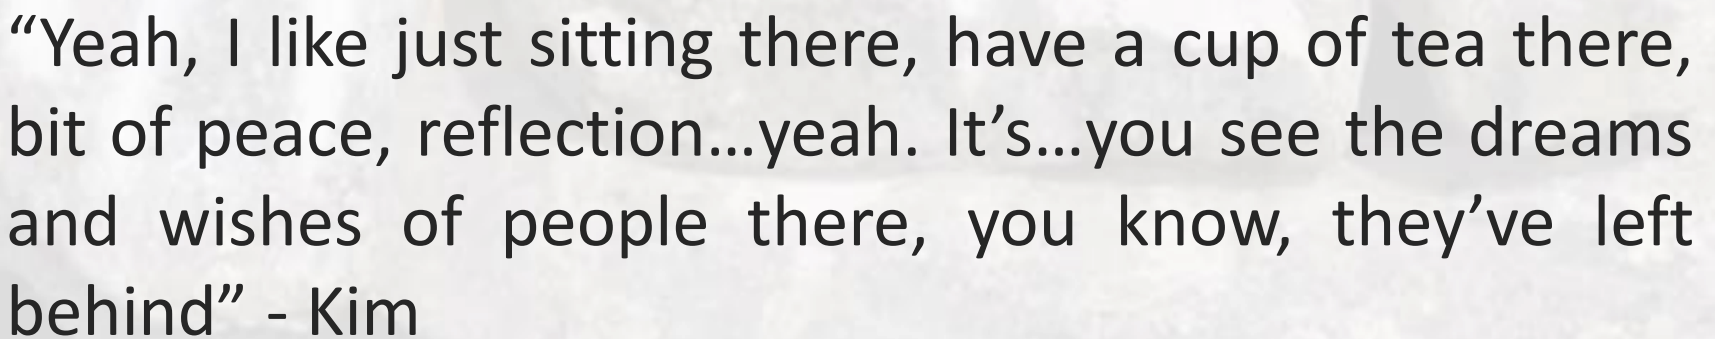 “Yeah, I like just sitting there, have a cup of tea there,
bit of peace, reflection…yeah. It’s…you see the dreams
and wishes of people there, you know, they’ve left
behind” - Kim